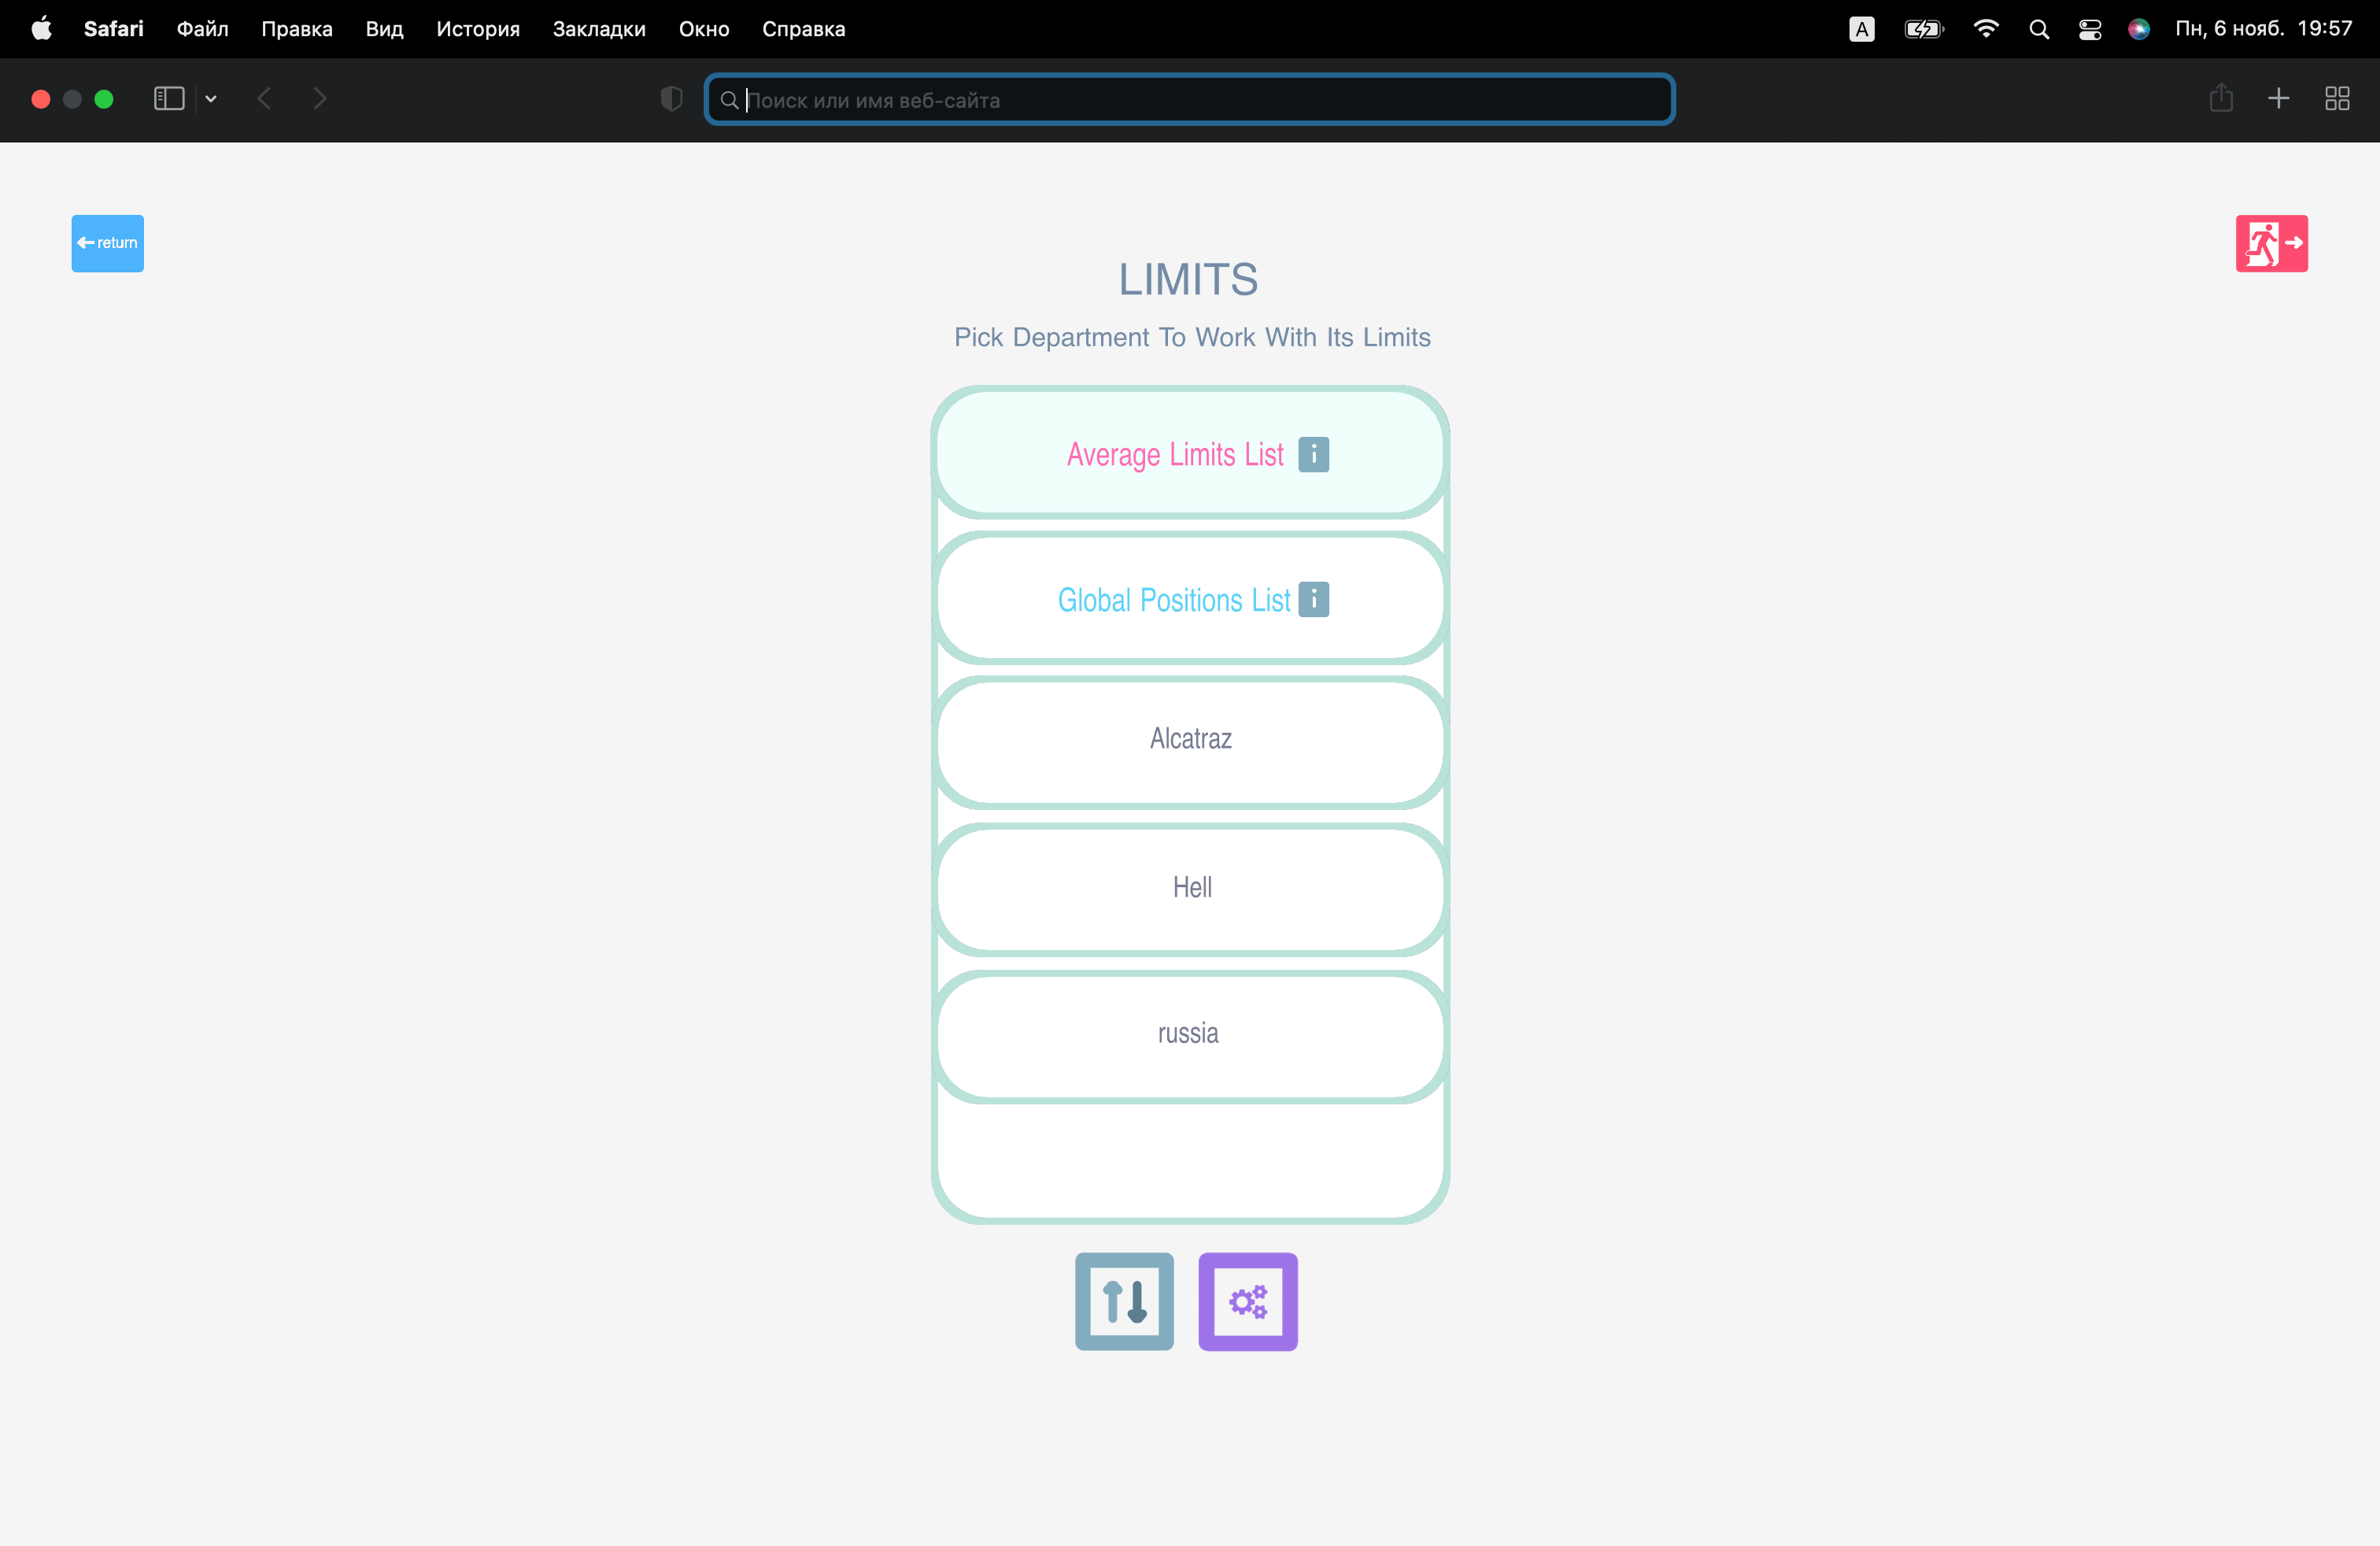 Safari Файл Правка Вид История Закладки Окно Справка A Пн, 6 нояб. 19:57
Поиск или имя веб-сайта
return
LIMITS
Pick Department To Work With Its Limits
Average Limits List i
Global Positions List i
Alcatraz
Hell
russia